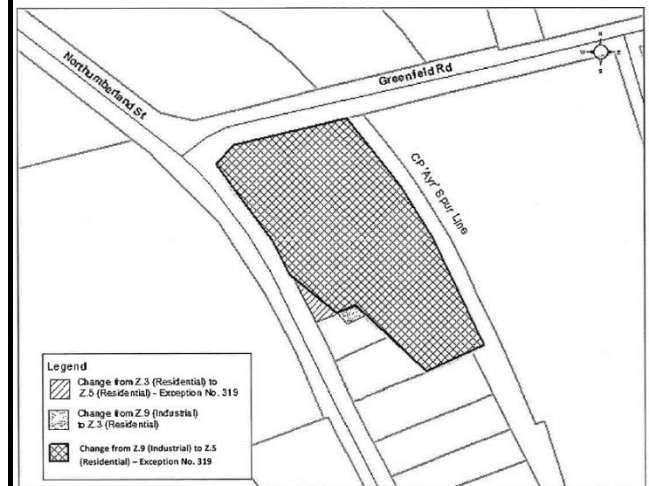 Northumberland St
Greenfeld Rd
N
W
E
S
CP 'Ayr' Spur Line
Legend
Change from Z.3 (Residential) to
Z.5 (Residential) - Exception No. 319
Change from Z.9 (Industrial)
to Z.3 (Residential)
Change from Z.9 (Industrial) to Z.5
(Residential) – Exception No. 319